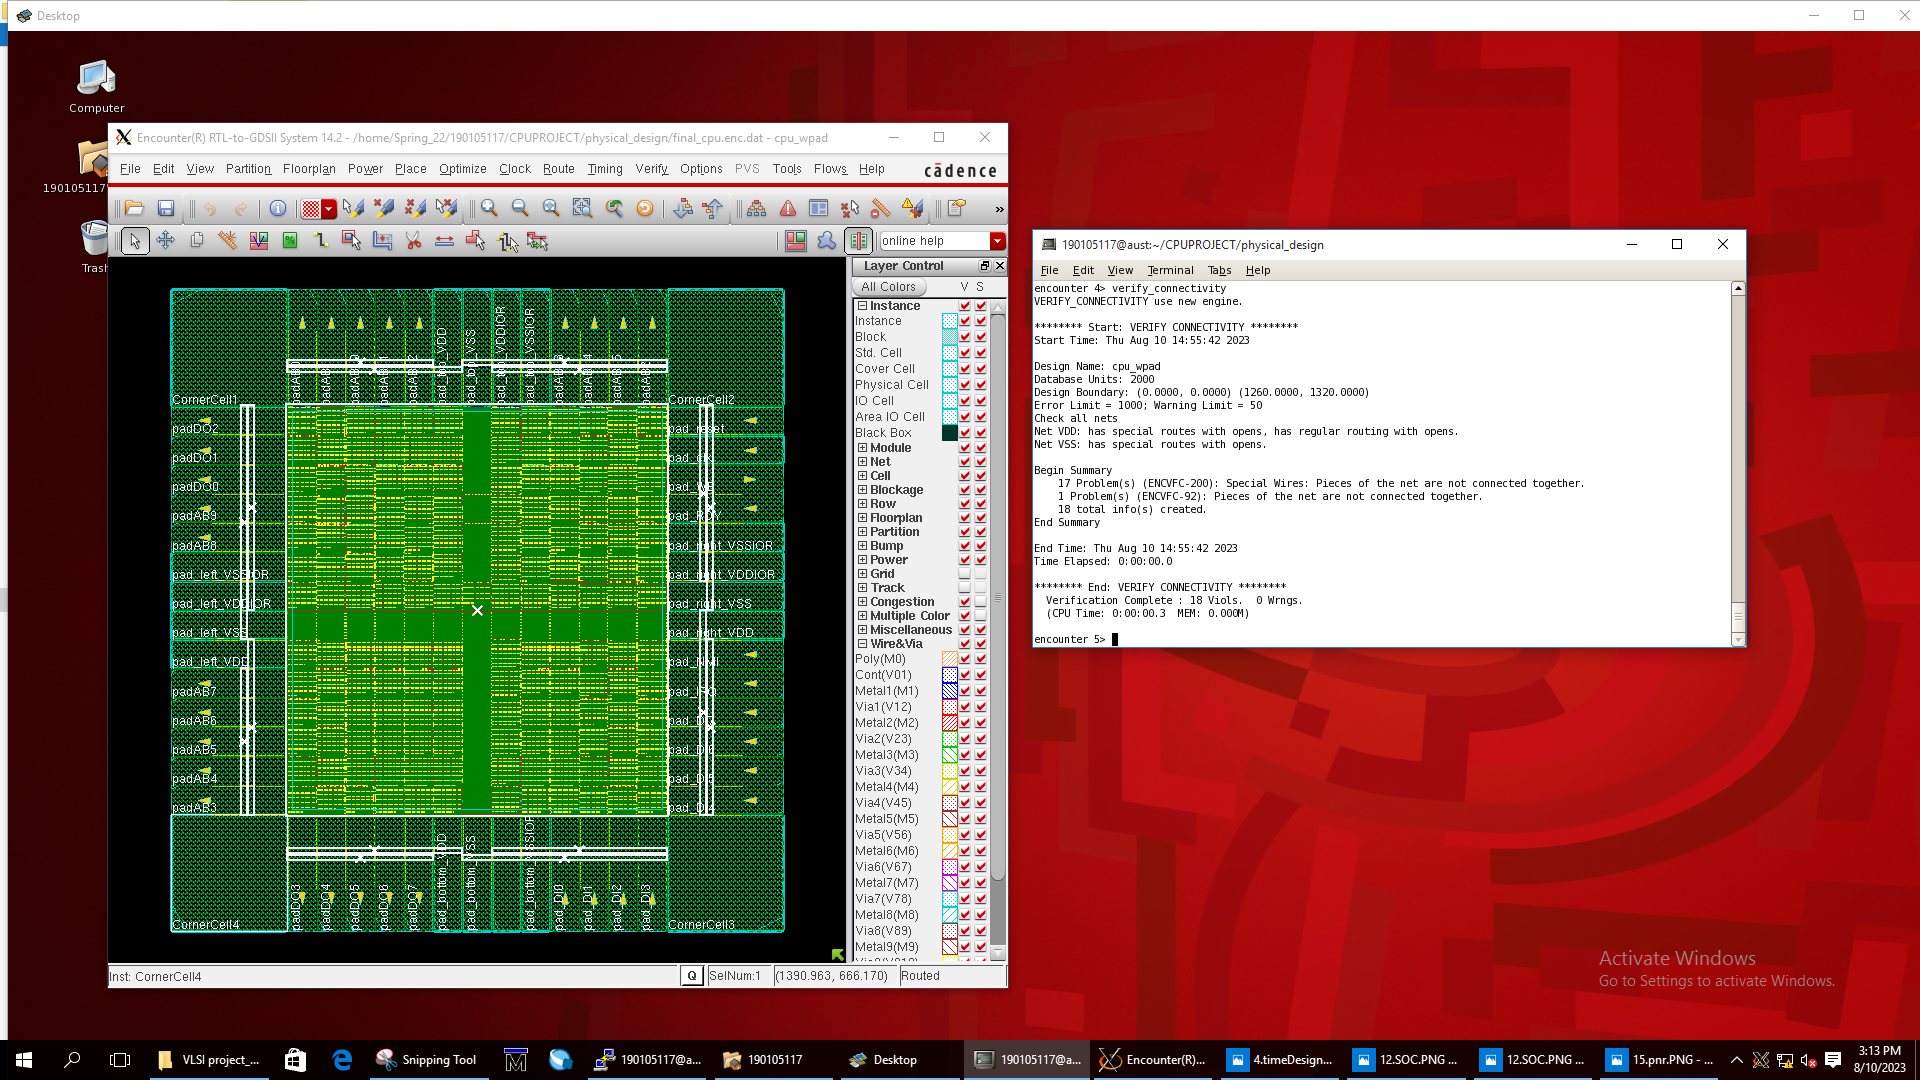 Desktop
Computer
190105117
Trash
Encounter(R) RTL-to-GDSII System 14.2 - /home/Spring_22/190105117/CPUPROJECT/physical_design/final_cpu.enc.dat - cpu_wpad
File Edit View Partition Floorplan Power Place Optimize Clock Route Timing Verify Options PVS Tools Flows Help
cādence
online help
Layer Control
All Colors V S
Instance
Instance
Block
Std. Cell
Cover Cell
Physical Cell
IO Cell
Area IO Cell
Black Box
Module
Net
Cell
Blockage
Row
Floorplan
Partition
Bump
Power
Grid
Track
Congestion
Multiple Color
Miscellaneous
Wire&Via
Poly(M0)
Cont(V01)
Metal1(M1)
Via1(V12)
Metal2(M2)
Via2(V23)
Metal3(M3)
Via3(V34)
Metal4(M4)
Via4(V45)
Metal5(M5)
Via5(V56)
Metal6(M6)
Via6(V67)
Metal7(M7)
Via7(V78)
Metal8(M8)
Via8(V89)
Metal9(M9)
pad_top_VDD
pad_top_VSS
pad_top_VDDIOR
pad_top_VSSIOR
CornerCell1
CornerCell2
padDO2
padDO1
padDO0
padAB9
padAB8
pad_left_VSSIOR
pad_left_VDDIOR
pad_left_VSS
pad_left_VDD
padAB7
padAB6
padAB5
padAB4
padAB3
pad_reset
pad_clk
pad_right_VSSIOR
pad_right_VDDIOR
pad_right_VSS
pad_right_VDD
pad_NMI
pad_IRQ
padDO3
padDO4
padDO5
padDO6
padDO7
pad_bottom_VDD
pad_bottom_VSS
pad_bottom_VSSIOR
pad_DI0
pad_DI1
pad_DI2
pad_DI3
CornerCell4
CornerCell3
Inst: CornerCell4
Q
SelNum:1
(1390.963, 666.170)
Routed
190105117@aust:~/CPUPROJECT/physical_design
File Edit View Terminal Tabs Help
encounter 4> verify_connectivity
VERIFY_CONNECTIVITY use new engine.
******** Start: VERIFY CONNECTIVITY ********
Start Time: Thu Aug 10 14:55:42 2023
Design Name: cpu_wpad
Database Units: 2000
Design Boundary: (0.0000, 0.0000) (1260.0000, 1320.0000)
Error Limit = 1000; Warning Limit = 50
Check all nets
Net VDD: has special routes with opens, has regular routing with opens.
Net VSS: has special routes with opens.
Begin Summary
17 Problem(s) (ENCVFC-200): Special Wires: Pieces of the net are not connected together.
1 Problem(s) (ENCVFC-92): Pieces of the net are not connected together.
18 total info(s) created.
End Summary
End Time: Thu Aug 10 14:55:42 2023
Time Elapsed: 0:00:00.0
******** End: VERIFY CONNECTIVITY ********
Verification Complete : 18 Viols. 0 Wrngs.
(CPU Time: 0:00:00.3 MEM: 0.000M)
encounter 5>
Activate Windows
Go to Settings to activate Windows.
VLSI project_...
Snipping Tool
190105117@a...
190105117
Desktop
190105117@a...
Encounter(R)...
4.timeDesign...
12.SOC.PNG ...
12.SOC.PNG ...
15.pnr.PNG - ...
3:13 PM
8/10/2023